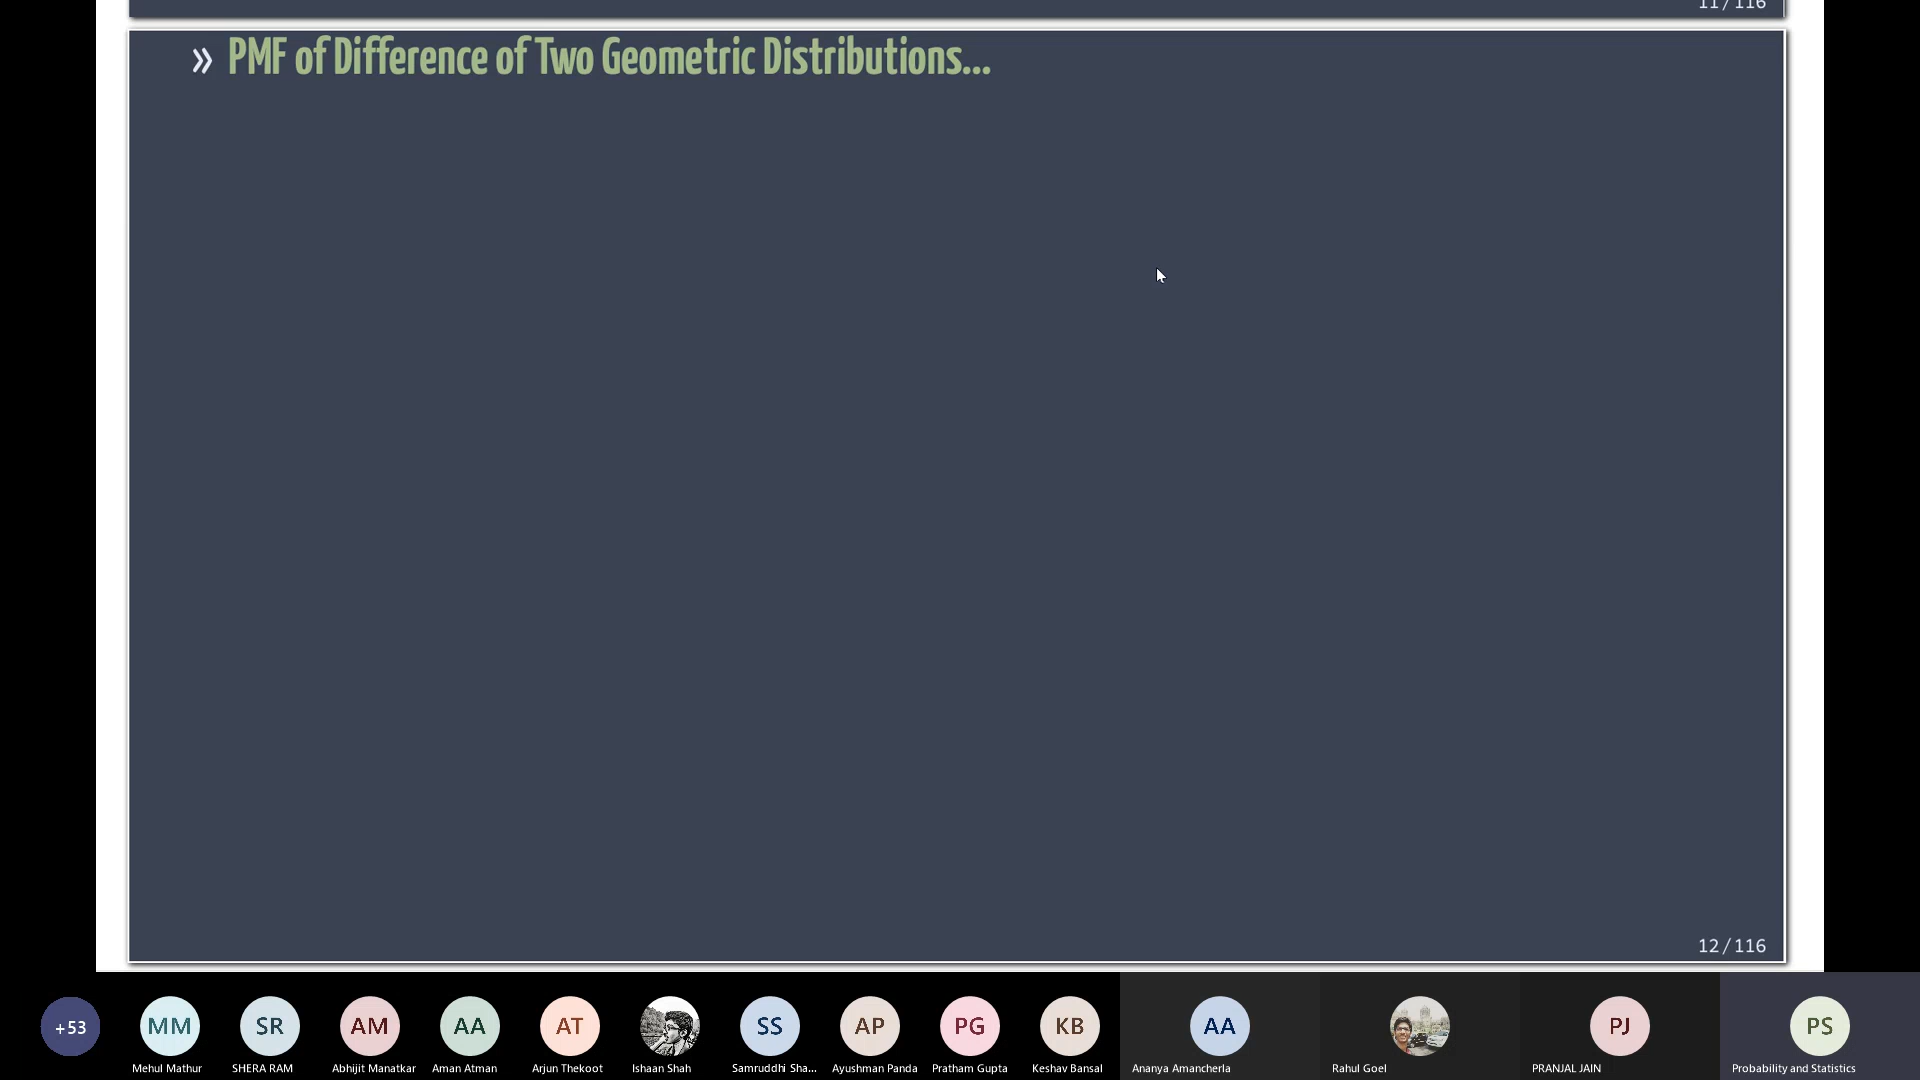 11/116
» PMF of Difference of Two Geometric Distributions...
12/116
+53
MM
SR
AM
AA
AT
SS
AP
PG
KB
AA
PJ
PS
Mehul Mathur
SHERA RAM
Abhijit Manatkar
Aman Atman
Arjun Thekoot
Ishaan Shah
Samruddhi Sha...
Ayushman Panda
Pratham Gupta
Keshav Bansal
Ananya Amancherla
Rahul Goel
PRANJAL JAIN
Probability and Statistics